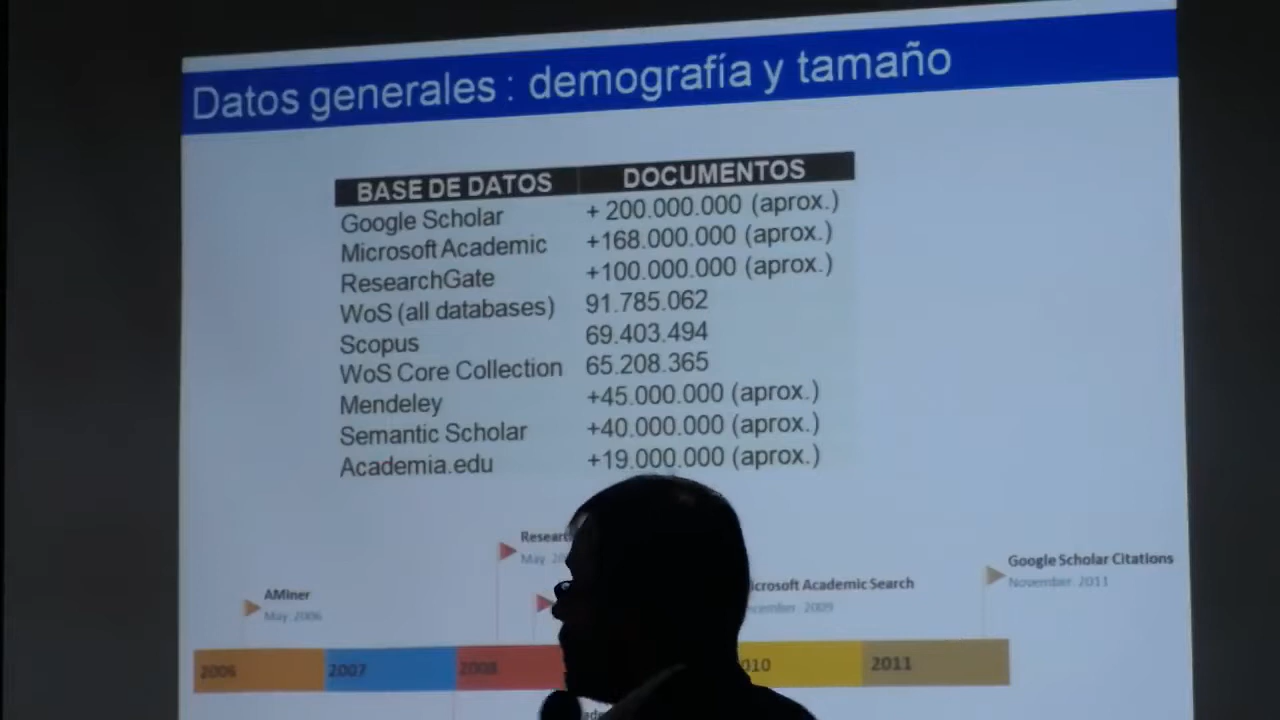 Datos generales : demografía y tamaño
BASE DE DATOS DOCUMENTOS
Google Scholar + 200.000.000 (aprox.)
Microsoft Academic +168.000.000 (aprox.)
ResearchGate +100.000.000 (aprox.)
WoS (all databases) 91.785.062
Scopus 69.403.494
WoS Core Collection 65.208.365
Mendeley +45.000.000 (aprox.)
Semantic Scholar +40.000.000 (aprox.)
Academia.edu +19.000.000 (aprox.)
Researc
May 20
Google Scholar Citations
November 2011
icrosoft Academic Search
ecember 2009
AMiner
May 2006
2006 2007 2008 010 2011